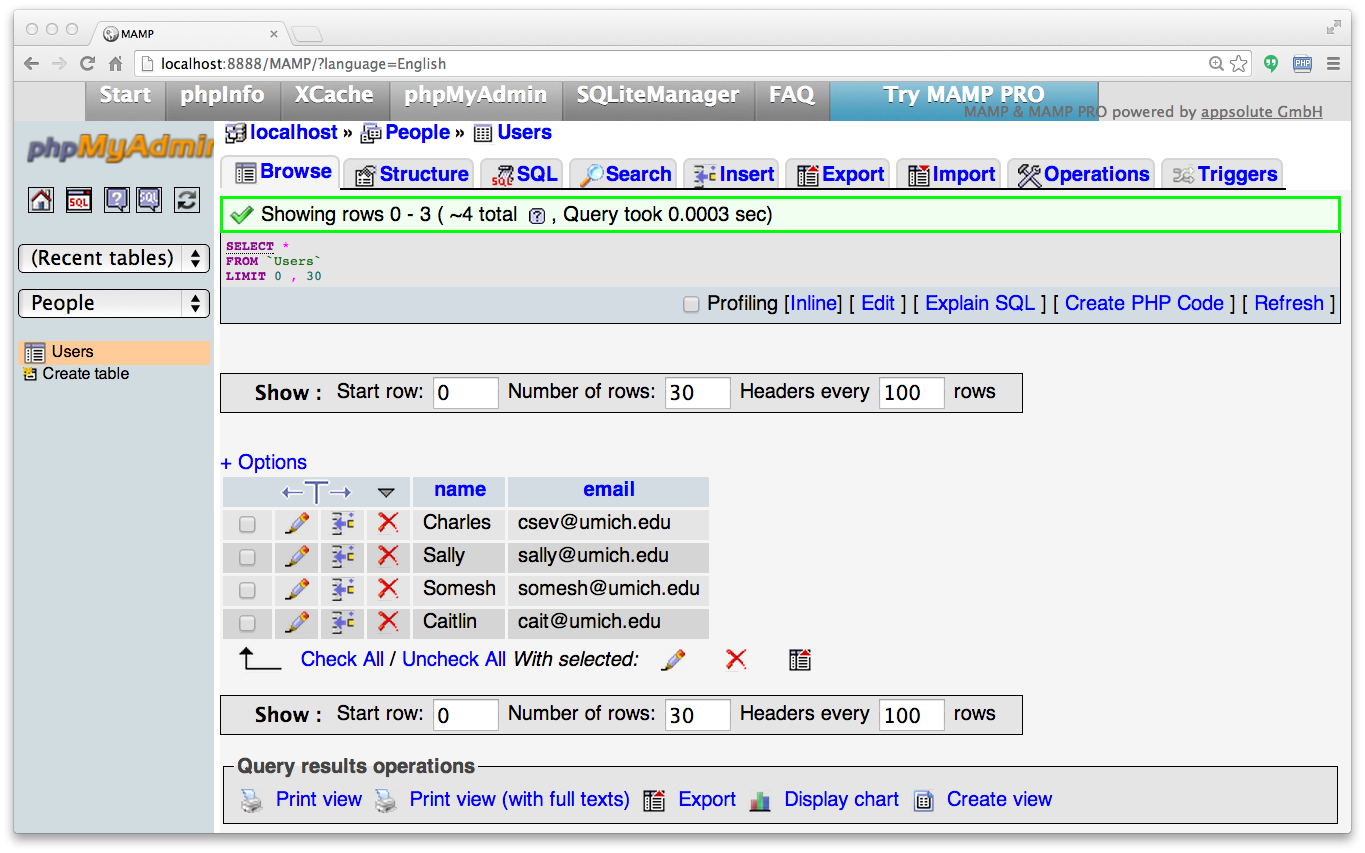 MAMP
localhost:8888/MAMP/?language=English
PHP
Start phpInfo XCache phpMyAdmin SQLiteManager FAQ Try MAMP PRO
MAMP & MAMP PRO powered by appsolute GmbH
phpMyAdmin
localhost » People » Users
Browse Structure SQL Search Insert Export Import Operations Triggers
SQL SQL
Showing rows 0 - 3 ( ~4 total , Query took 0.0003 sec)
SELECT *
FROM `Users`
LIMIT 0 , 30
(Recent tables)
People
Profiling [Inline] [ Edit ] [ Explain SQL ] [ Create PHP Code ] [ Refresh ]
Users
Create table
Show : Start row: 0 Number of rows: 30 Headers every 100 rows
+ Options
←T→ name email
Charles csev@umich.edu
Sally sally@umich.edu
Somesh somesh@umich.edu
Caitlin cait@umich.edu
Check All / Uncheck All With selected:
Show : Start row: 0 Number of rows: 30 Headers every 100 rows
Query results operations
Print view Print view (with full texts) Export Display chart Create view